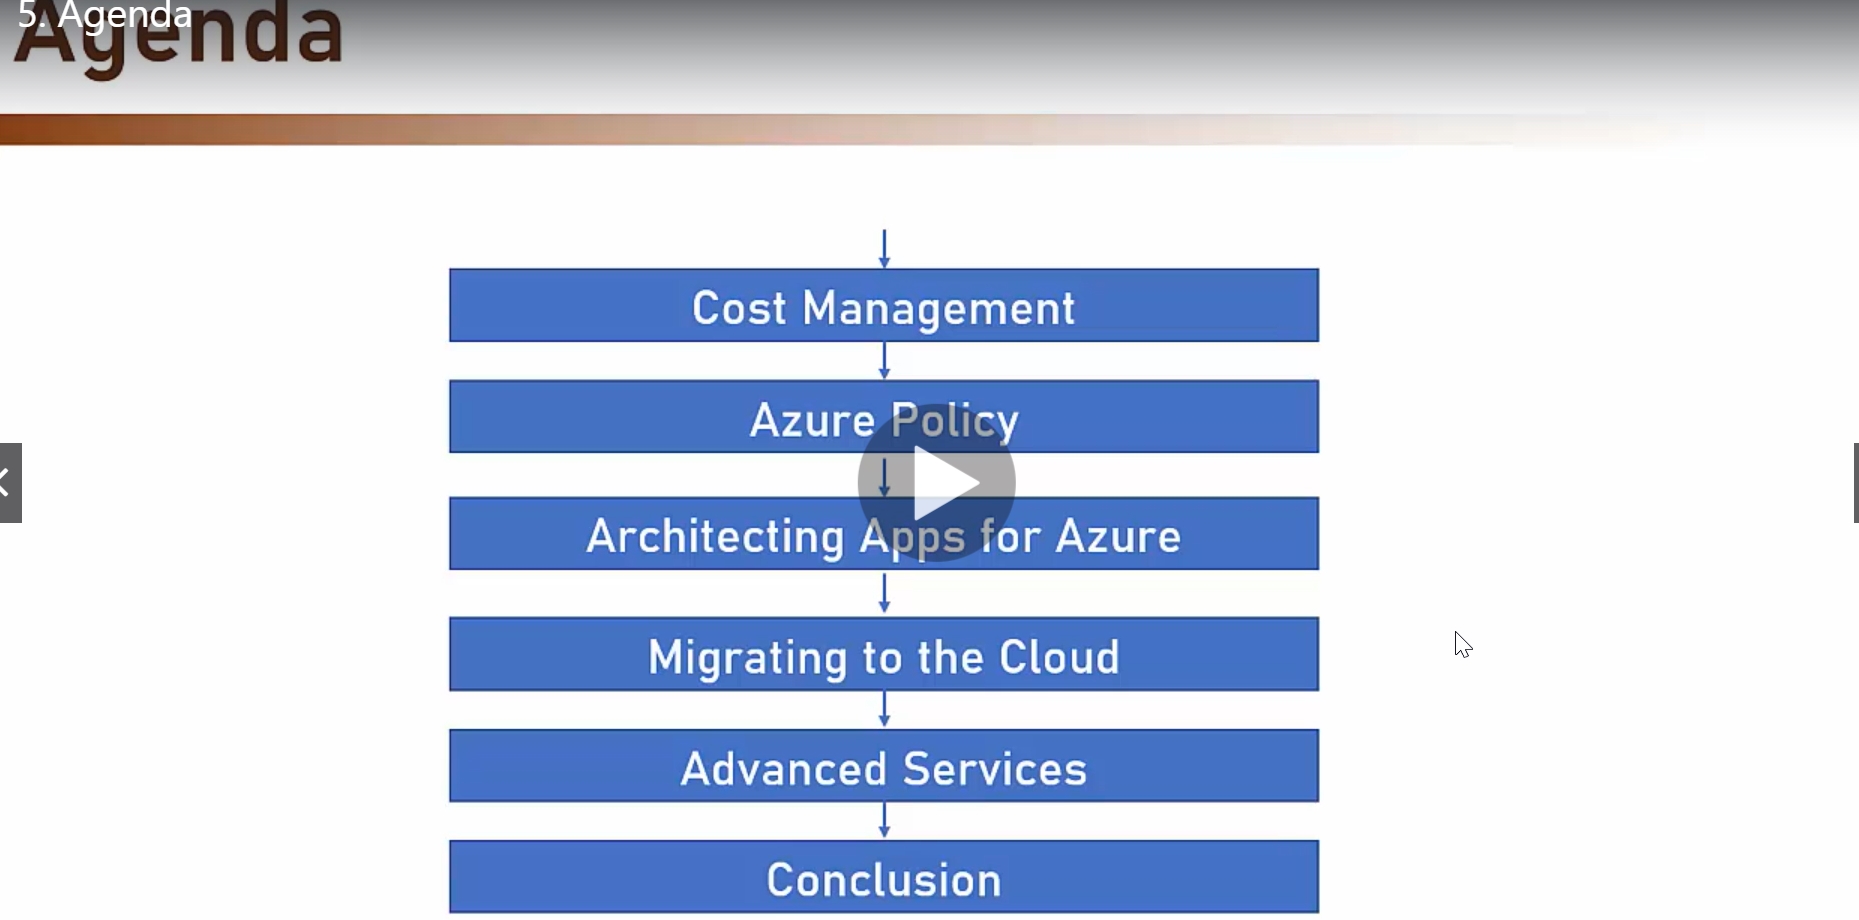 5. Agenda
Agenda
Cost Management
Azure Policy
Architecting Apps for Azure
Migrating to the Cloud
Advanced Services
Conclusion